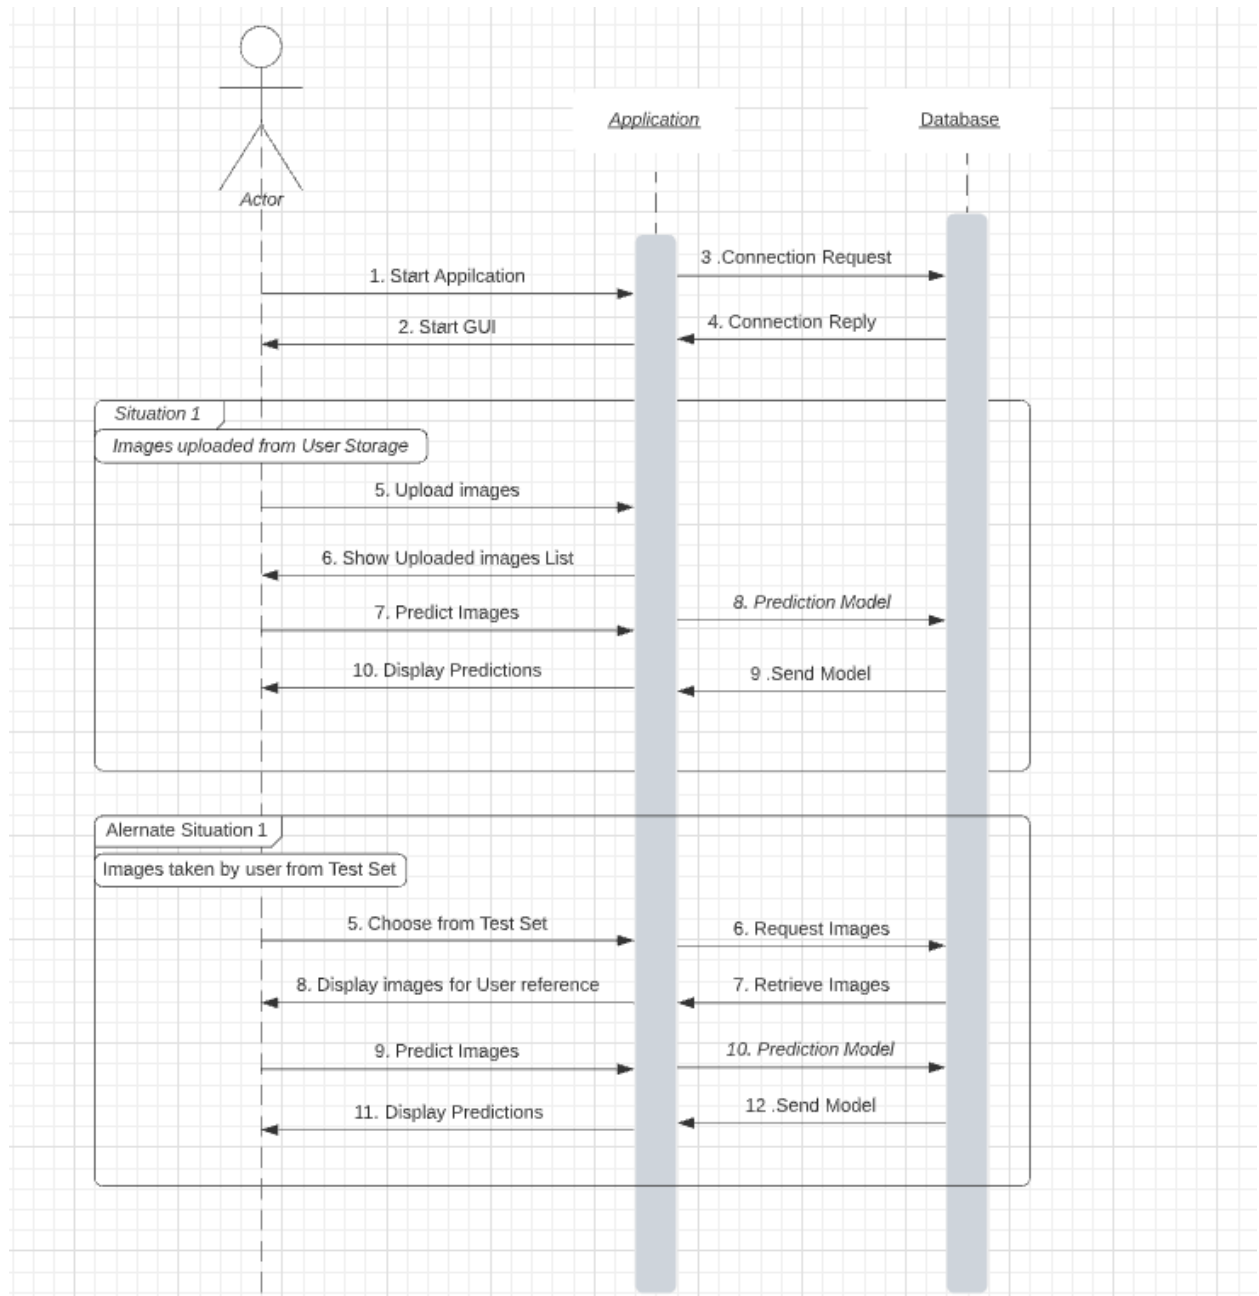 Application
Database
Actor
3 .Connection Request
1. Start Appilcation
4. Connection Reply
2. Start GUI
Situation 1
Images uploaded from User Storage
5. Upload images
6. Show Uploaded images List
8. Prediction Model
7. Predict Images
10. Display Predictions
9 .Send Model
Alernate Situation 1
Images taken by user from Test Set
5. Choose from Test Set
6. Request Images
8. Display images for User reference
7. Retrieve Images
9. Predict Images
10. Prediction Model
11. Display Predictions
12 .Send Model